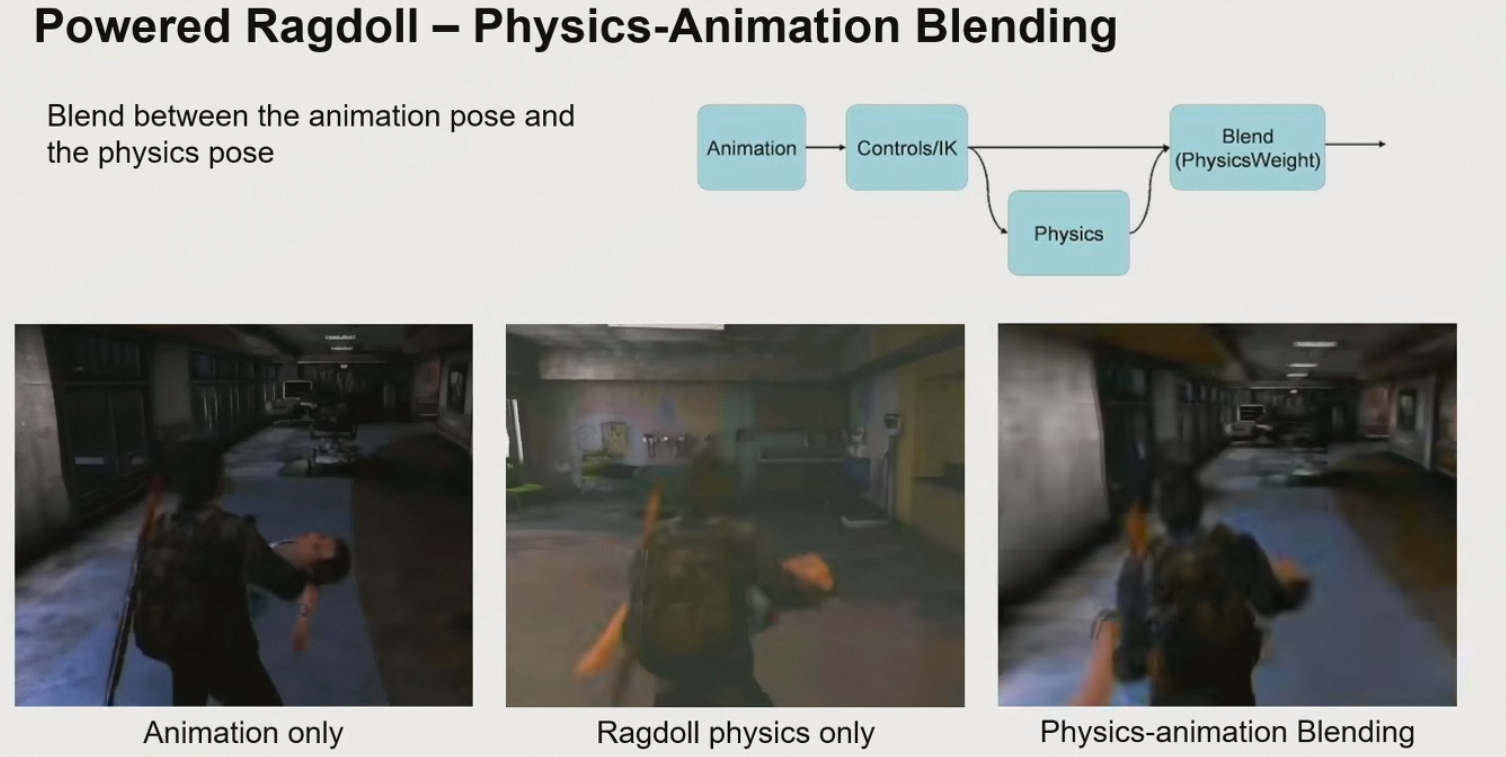 Powered Ragdoll – Physics-Animation Blending
Blend between the animation pose and
the physics pose
Animation
Controls/IK
Physics
Blend
(PhysicsWeight)
Animation only
Ragdoll physics only
Physics-animation Blending